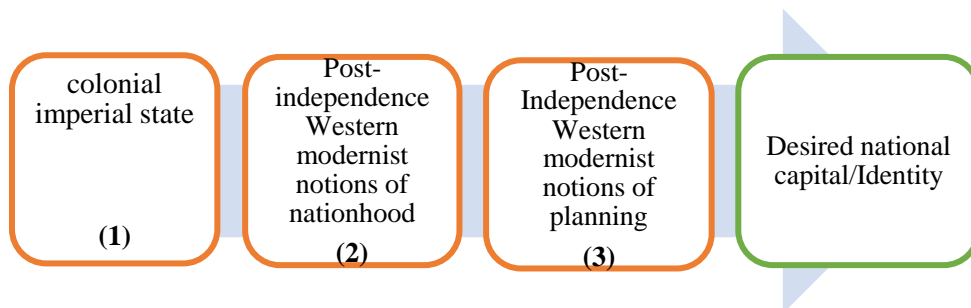 colonial
imperial state
(1)
Post-
independence
Western
modernist
notions of
nationhood
(2)
Post-
Independence
Western
modernist
notions of
planning
(3)
Desired national
capital/Identity